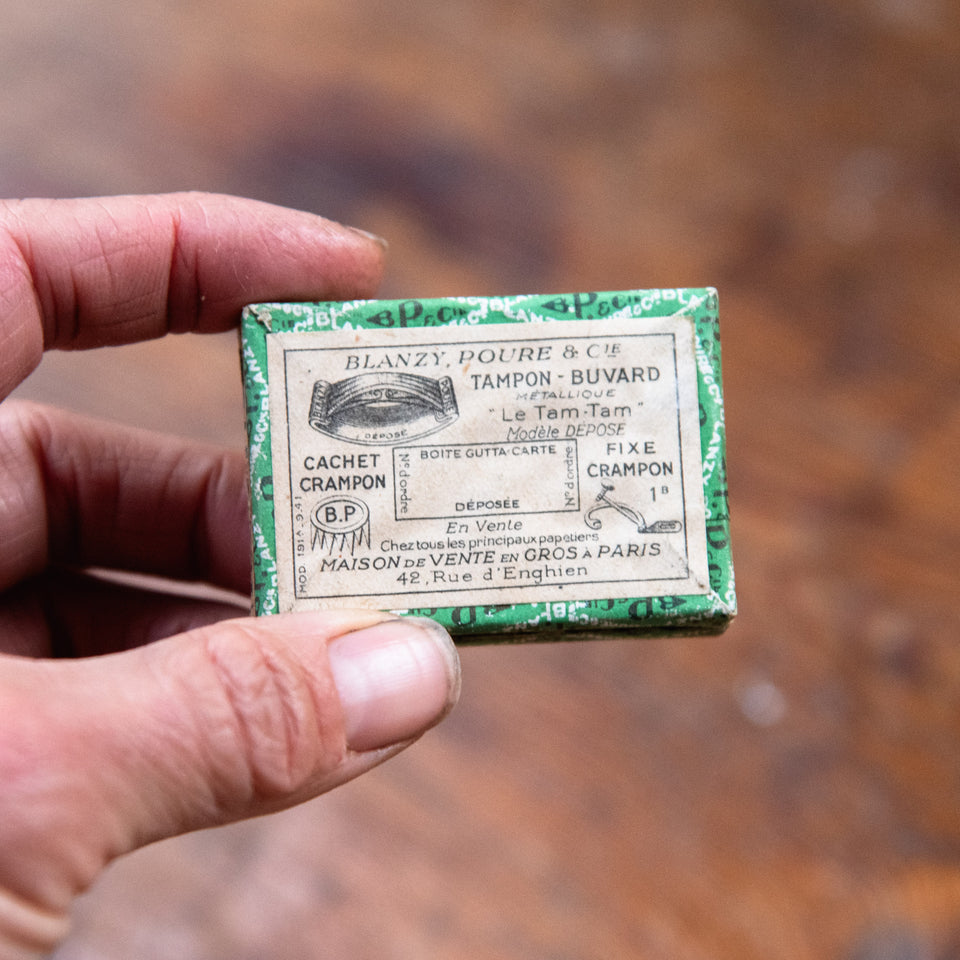 B P & Cie
BLANZY, POURE & CIE
TAMPON - BUVARD
MÉTALLIQUE
"Le Tam-Tam"
Modèle DÉPOSÉ
DÉPOSÉ
CACHET
CRAMPON
B.P
BOITE GUTTA-CARTE
N° d'ordre
N° d'ordre
DÉPOSÉE
FIXE
CRAMPON
1 B
En Vente
Chez tous les principaux papetiers
MAISON DE VENTE EN GROS À PARIS
42, Rue d'Enghien